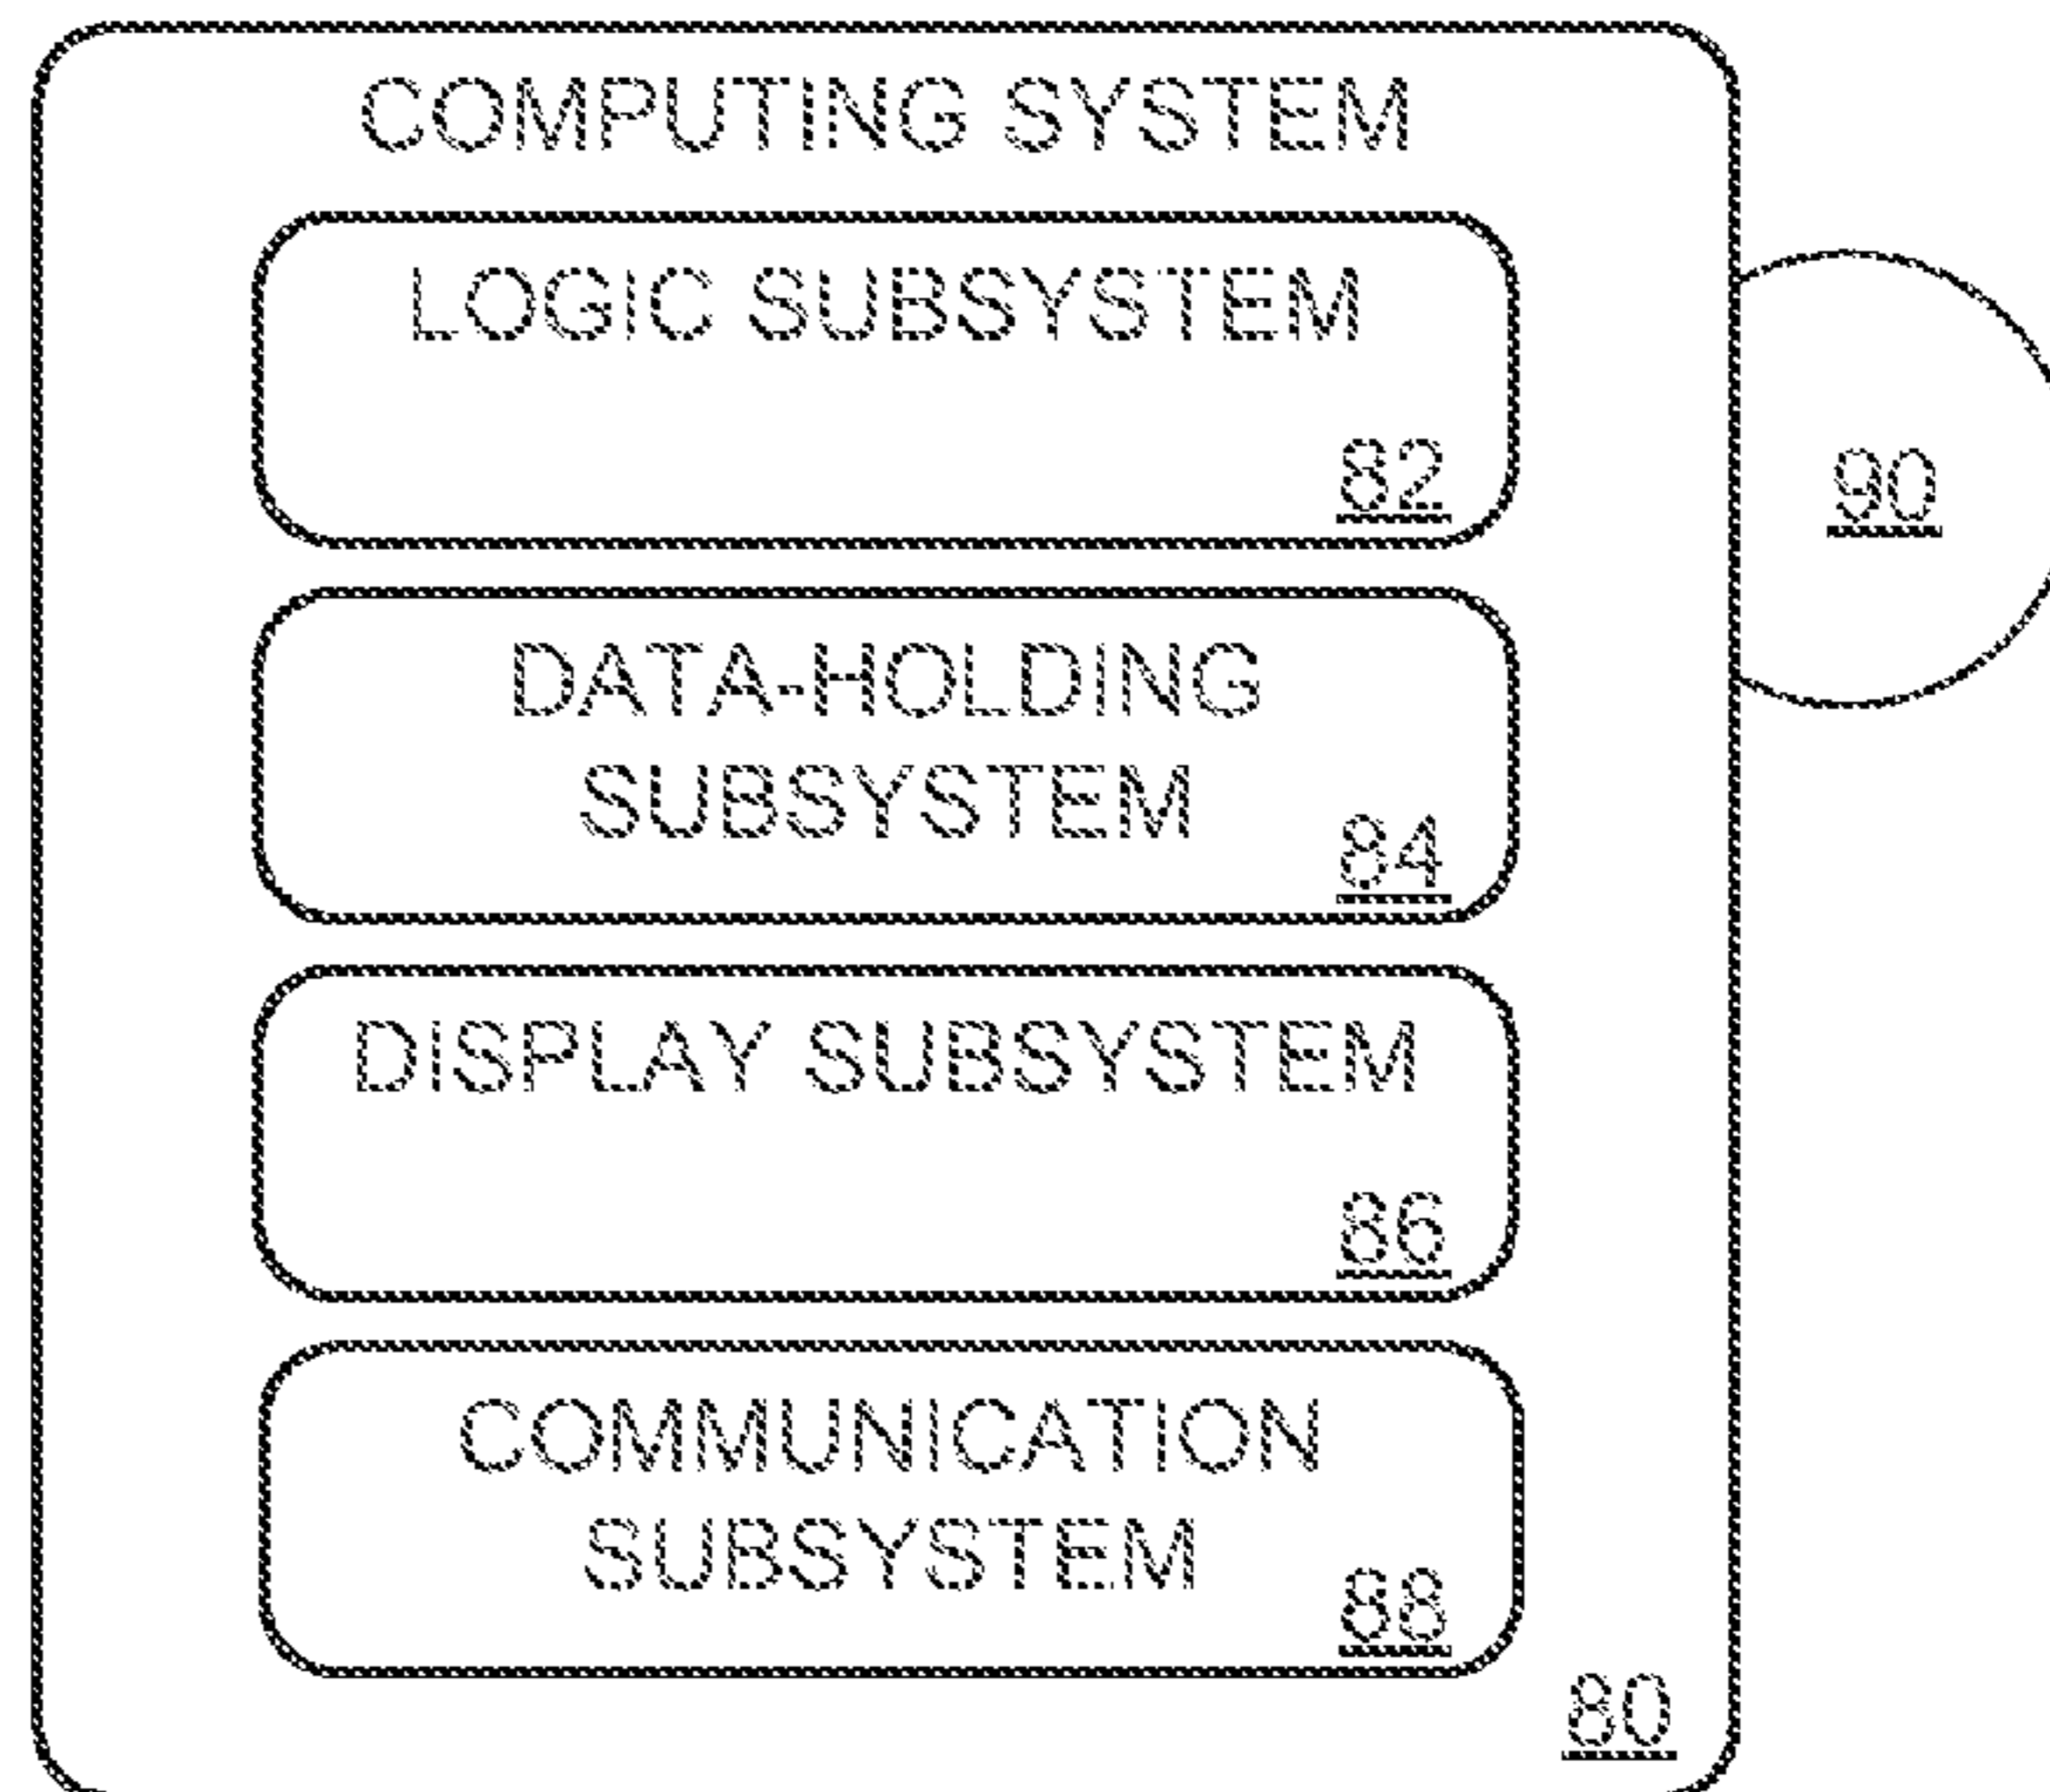 COMPUTING SYSTEM
LOGIC SUBSYSTEM
82
90
DATA-HOLDING
SUBSYSTEM
84
DISPLAY SUBSYSTEM
86
COMMUNICATION
SUBSYSTEM
88
80